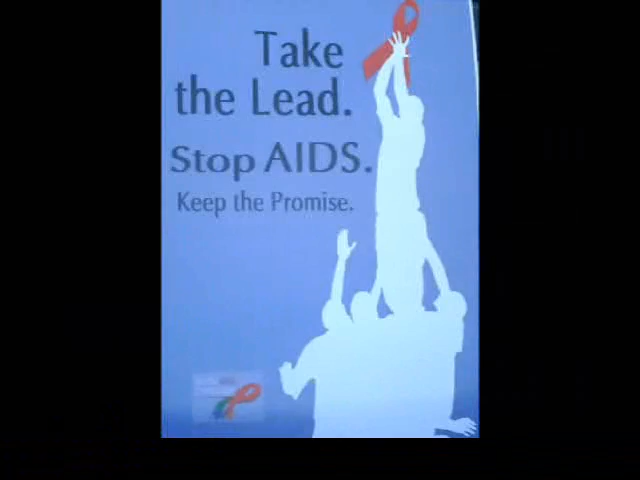 Take
the Lead.
Stop AIDS.
Keep the Promise.